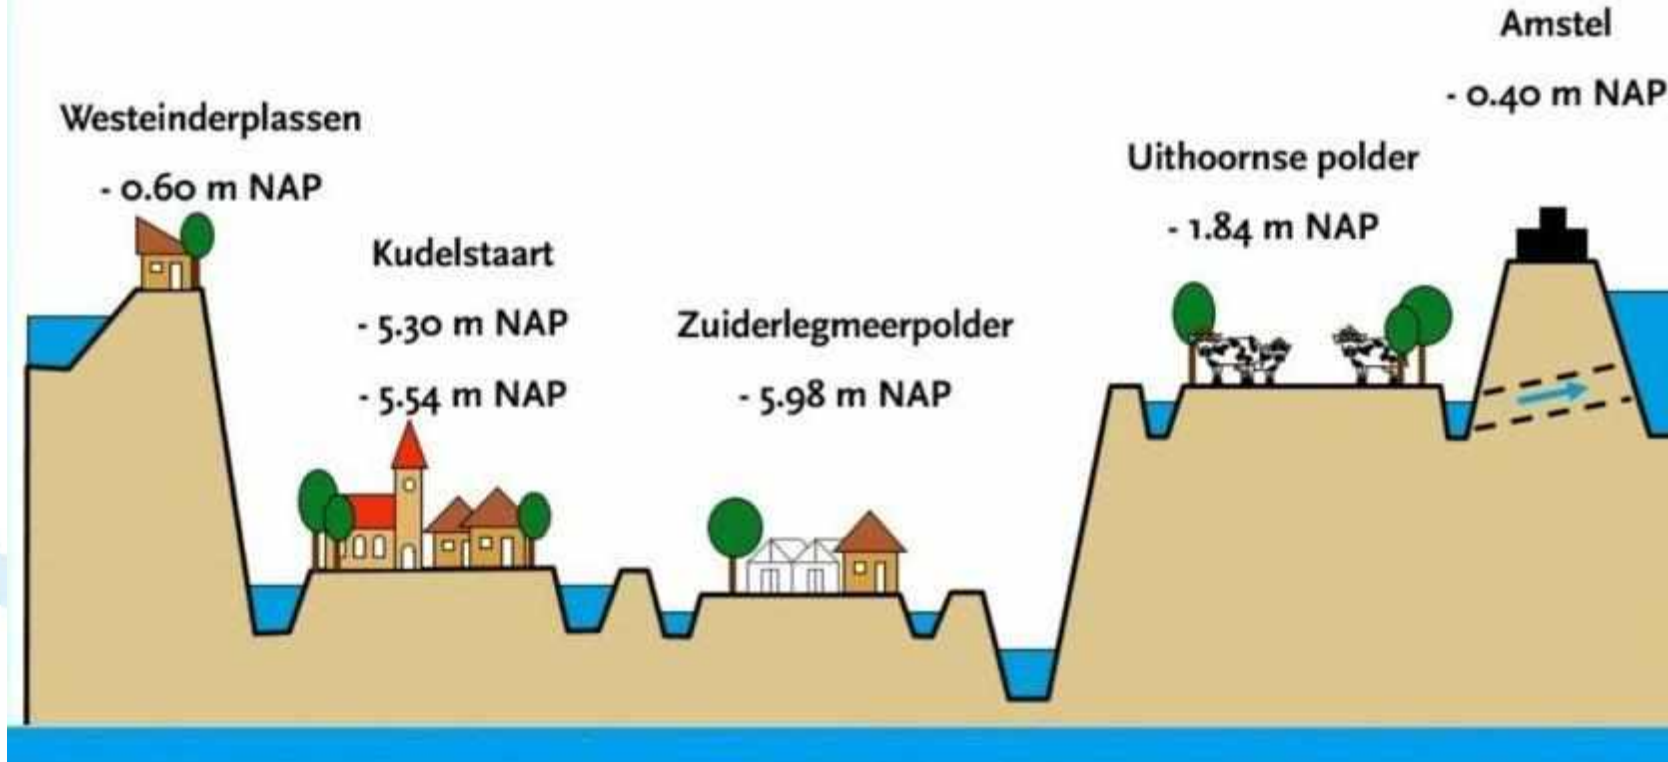 Westeinderplassen
- 0.60 m NAP
Kudelstaart
- 5.30 m NAP
- 5.54 m NAP
Zuiderlegmeerpolder
- 5.98 m NAP
Uithoornse polder
- 1.84 m NAP
Amstel
- 0.40 m NAP